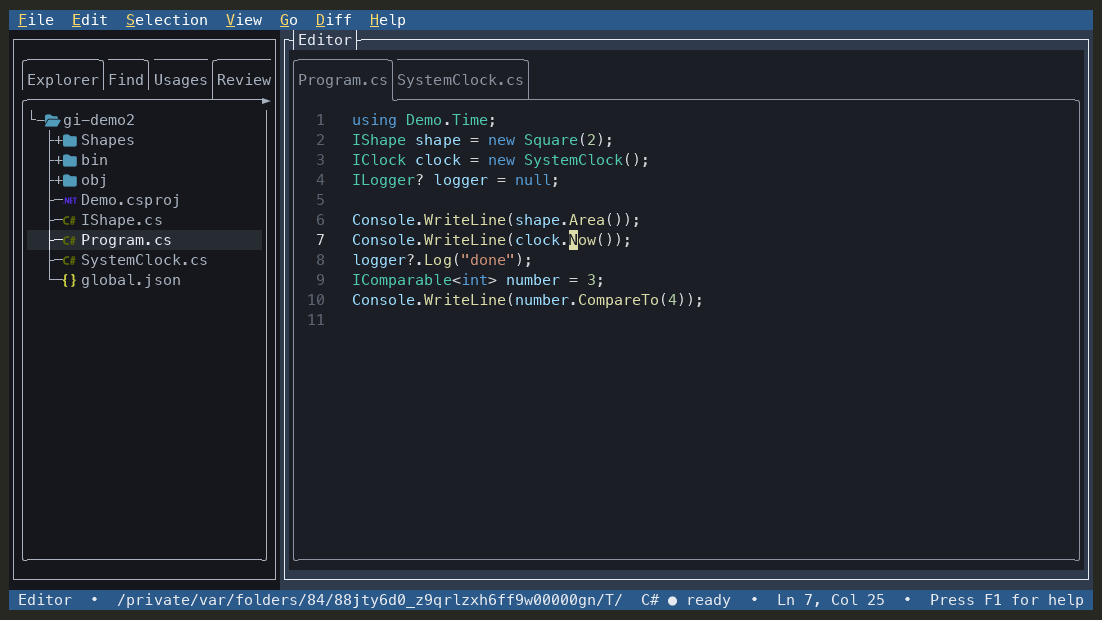 File Edit Selection View Go Diff Help
Editor
Explorer Find Usages Review
Program.cs SystemClock.cs
gi-demo2
Shapes
bin
obj
Demo.csproj
IShape.cs
Program.cs
SystemClock.cs
global.json
1 using Demo.Time;
2 IShape shape = new Square(2);
3 IClock clock = new SystemClock();
4 ILogger? logger = null;
5
6 Console.WriteLine(shape.Area());
7 Console.WriteLine(clock.Now());
8 logger?.Log("done");
9 IComparable<int> number = 3;
10 Console.WriteLine(number.CompareTo(4));
11
Editor • /private/var/folders/84/88jty6d0_z9qrlzxh6ff9w00000gn/T/ C# ● ready • Ln 7, Col 25 • Press F1 for help